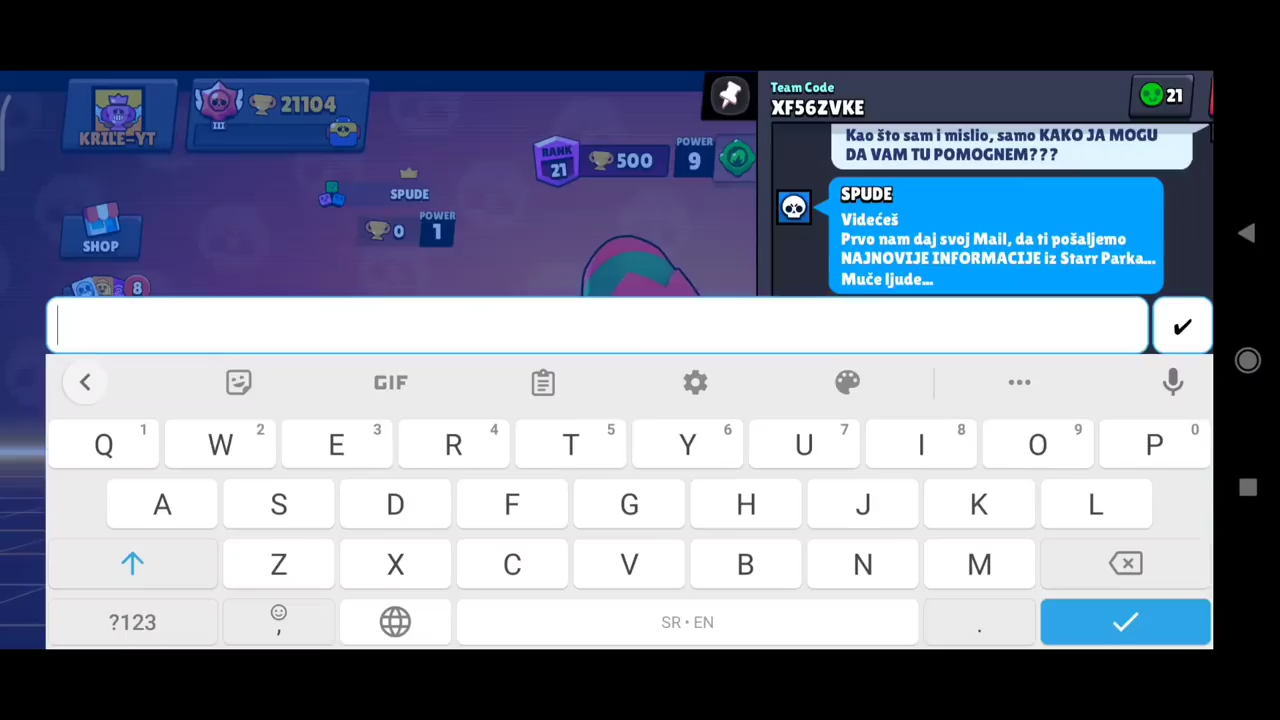 Team Code
XF56ZVKE
21
KRILE-YT
III
21104
RANK
21
500
POWER
9
SPUDE
0
POWER
1
SHOP
8
Kao što sam i mislio, samo KAKO JA MOGU
DA VAM TU POMOGNEM???
SPUDE
Videćeš
Prvo nam daj svoj Mail, da ti pošaljemo
NAJNOVIJE INFORMACIJE iz Starr Parka...
Muče ljude...
GIF
Q 1 W 2 E 3 R 4 T 5 Y 6 U 7 I 8 O 9 P 0
A S D F G H J K L
Z X C V B N M
?123 , SR • EN .